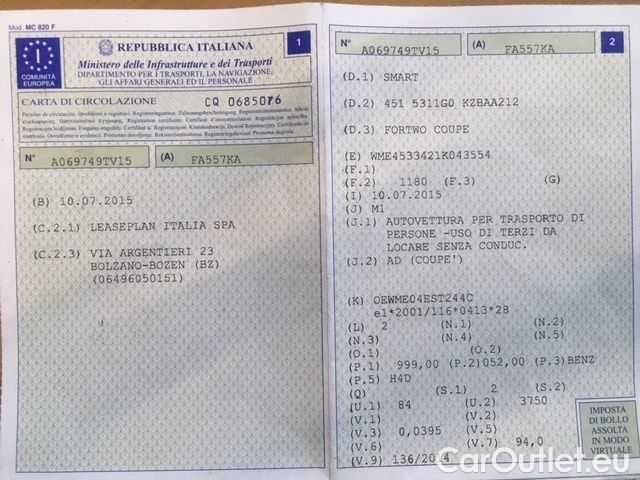 Mod. MC 820 F
REPUBBLICA ITALIANA
1
Ministero delle Infrastrutture e dei Trasporti
DIPARTIMENTO PER I TRASPORTI, LA NAVIGAZIONE,
GLI AFFARI GENERALI ED IL PERSONALE
I
COMUNITÀ
EUROPEA
CARTA DI CIRCOLAZIONE CQ 0685076
N° A069749TV15 (A) FA557KA
(B) 10.07.2015
(C.2.1) LEASEPLAN ITALIA SPA
(C.2.3) VIA ARGENTIERI 23
BOLZANO-BOZEN (BZ)
(06496050151)
N° A069749TV15 (A) FA557KA 2
(D.1) SMART
(D.2) 451 5311G0 KZBAA212
(D.3) FORTWO COUPE
(E) WME4533421K043554
(F.1)
(F.2) 1180 (F.3) (G)
(I) 10.07.2015
(J) M1
(J.1) AUTOVETTURA PER TRASPORTO DI
PERSONE -USO DI TERZI DA
LOCARE SENZA CONDUC.
(J.2) AD (COUPE')
(K) OEWME04EST244C
e1*2001/116*0413*28
(L) 2 (N.1) (N.2)
(N.3) (N.4) (N.5)
(O.1) (O.2)
(P.1) 999,00 (P.2)052,00 (P.3)BENZ
(P.5) H4D
(Q) (S.1) 2 (S.2)
(U.1) 84 (U.2) 3750
(V.1) (V.2)
(V.3) 0,0395 (V.5)
(V.6) (V.7) 94,0
(V.9) 136/2014
IMPOSTA
DI BOLLO
ASSOLTA
IN MODO
VIRTUALE
CarOutlet.eu